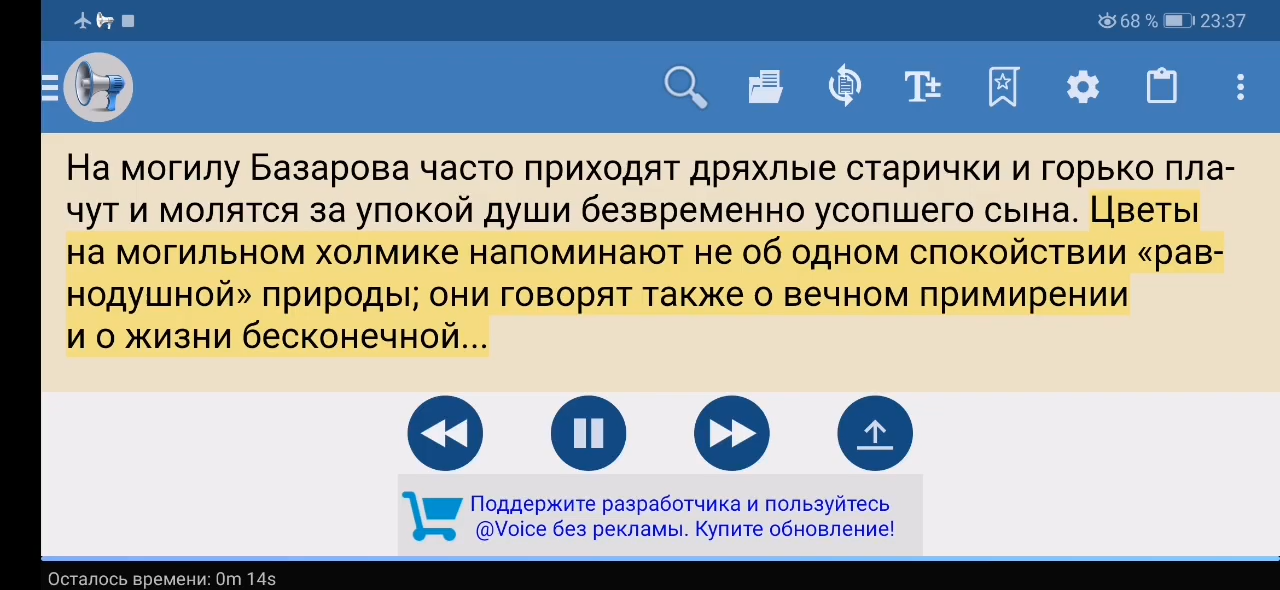 68 % 23:37
T±
На могилу Базарова часто приходят дряхлые старички и горько пла-
чут и молятся за упокой души безвременно усопшего сына. Цветы
на могильном холмике напоминают не об одном спокойствии «рав-
нодушной» природы; они говорят также о вечном примирении
и о жизни бесконечной...
Поддержите разработчика и пользуйтесь
@Voice без рекламы. Купите обновление!
Осталось времени: 0m 14s